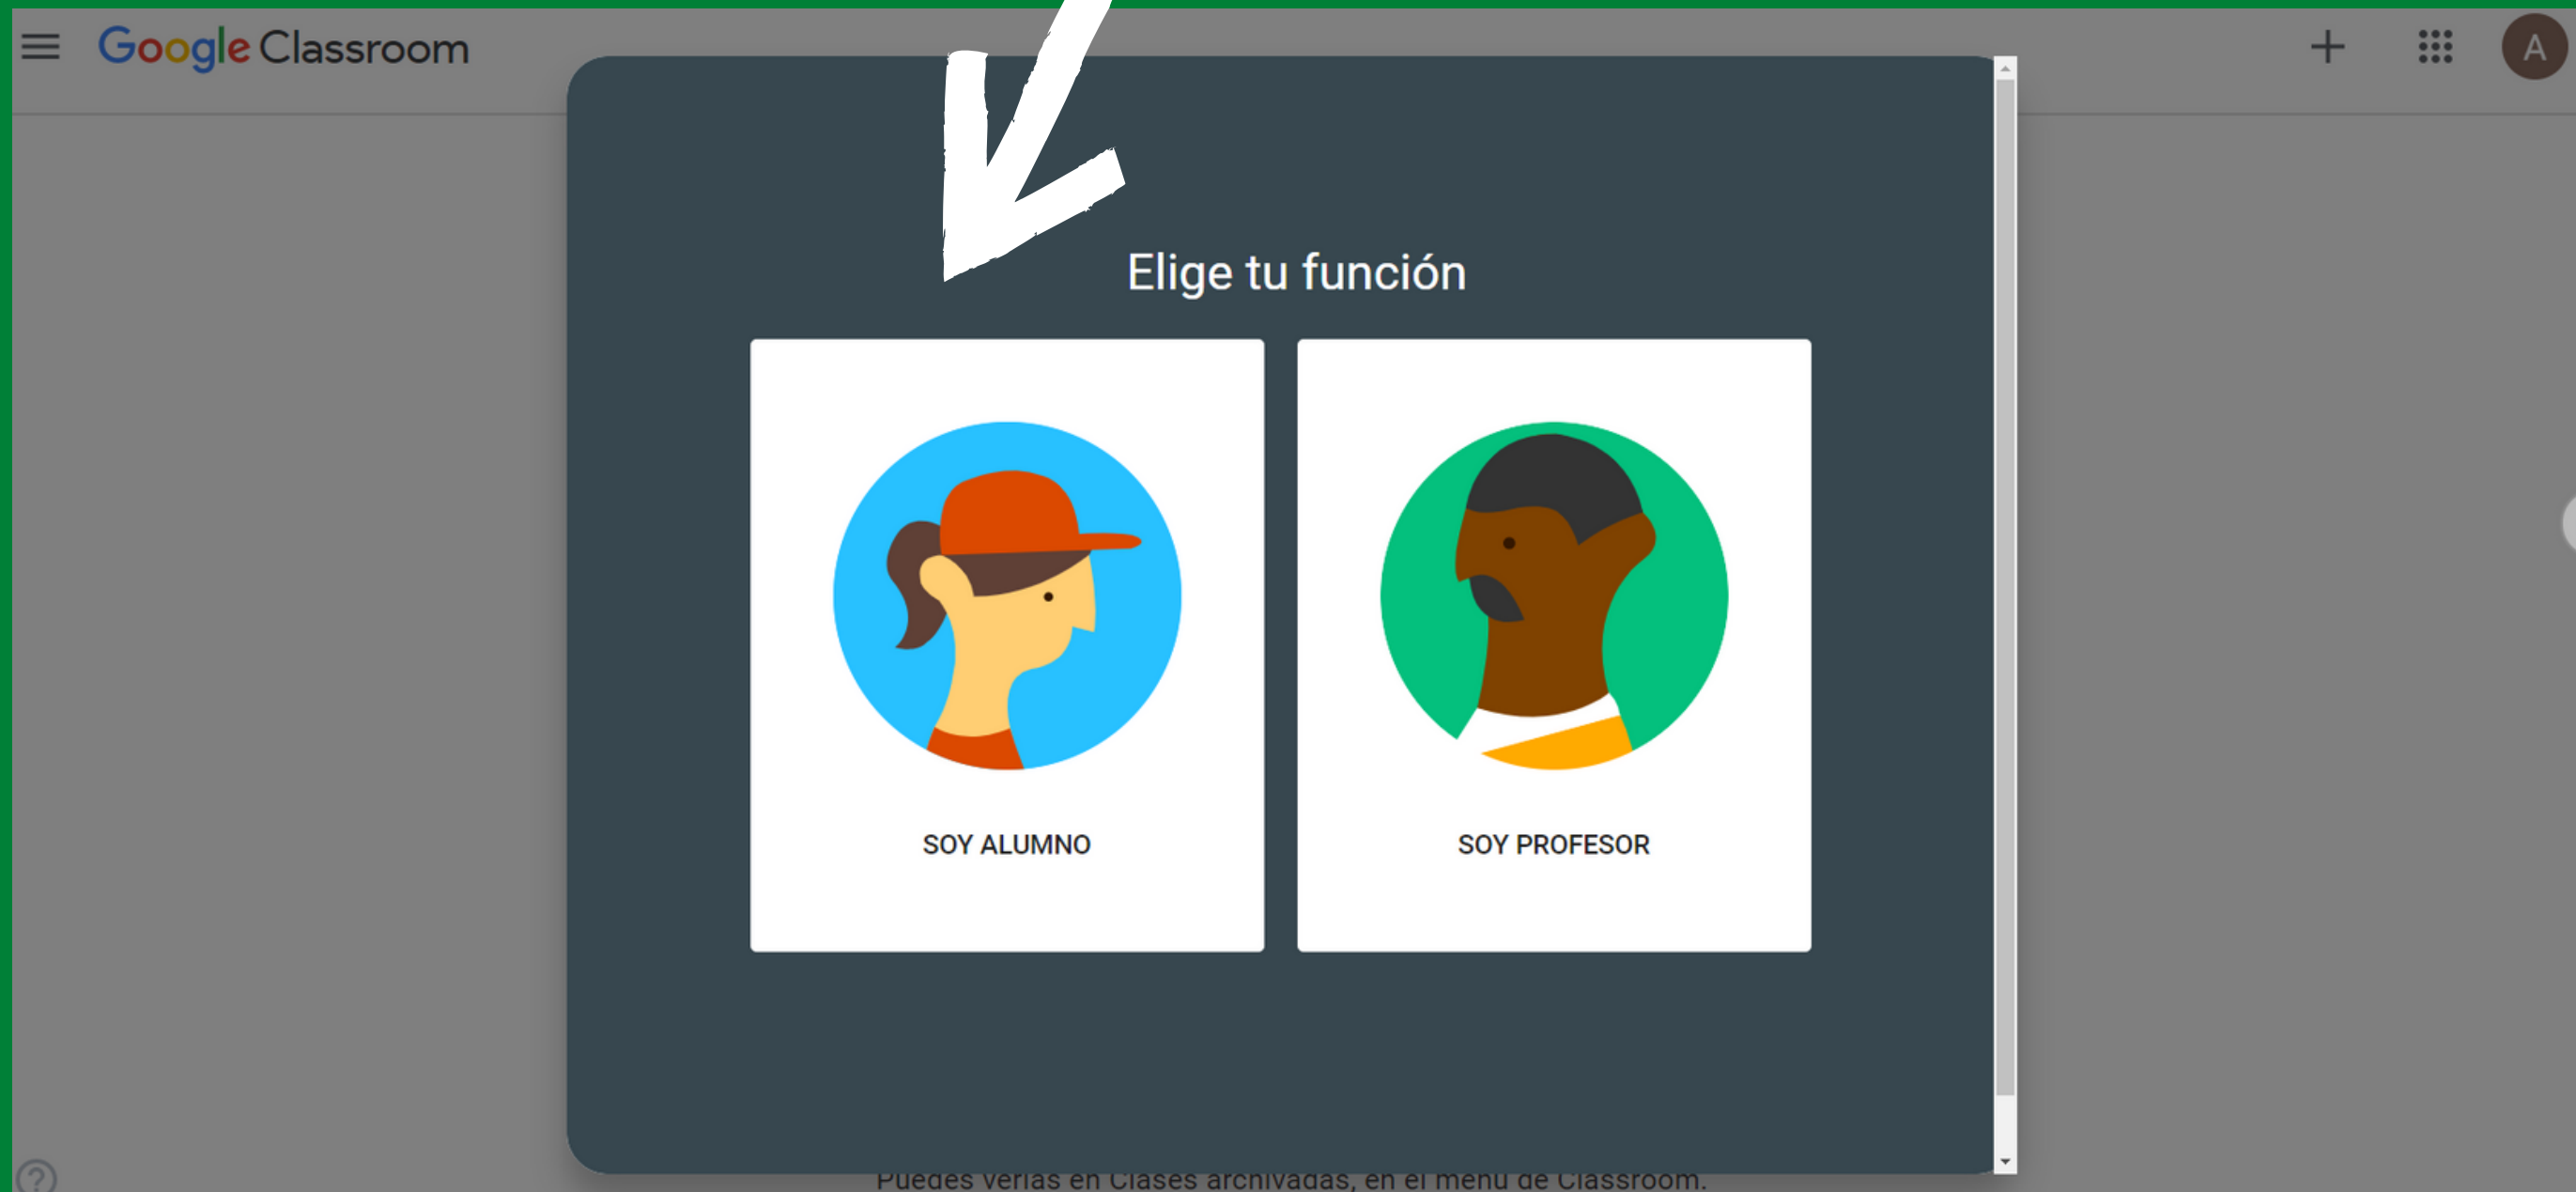 Google Classroom
A
Elige tu función
SOY ALUMNO
SOY PROFESOR
Puedes verlas en Clases archivadas, en el menú de Classroom.